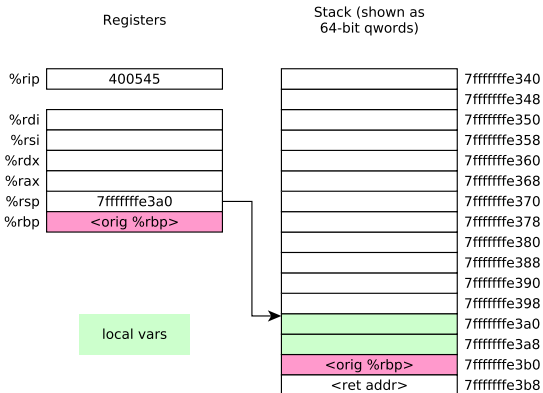 Registers
Stack (shown as
64-bit qwords)
%rip 400545
%rdi
%rsi
%rdx
%rax
%rsp 7fffffffe3a0
%rbp <orig %rbp>
local vars
7fffffffe340
7fffffffe348
7fffffffe350
7fffffffe358
7fffffffe360
7fffffffe368
7fffffffe370
7fffffffe378
7fffffffe380
7fffffffe388
7fffffffe390
7fffffffe398
7fffffffe3a0
7fffffffe3a8
<orig %rbp> 7fffffffe3b0
<ret addr> 7fffffffe3b8